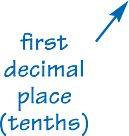 first
decimal
place
(tenths)